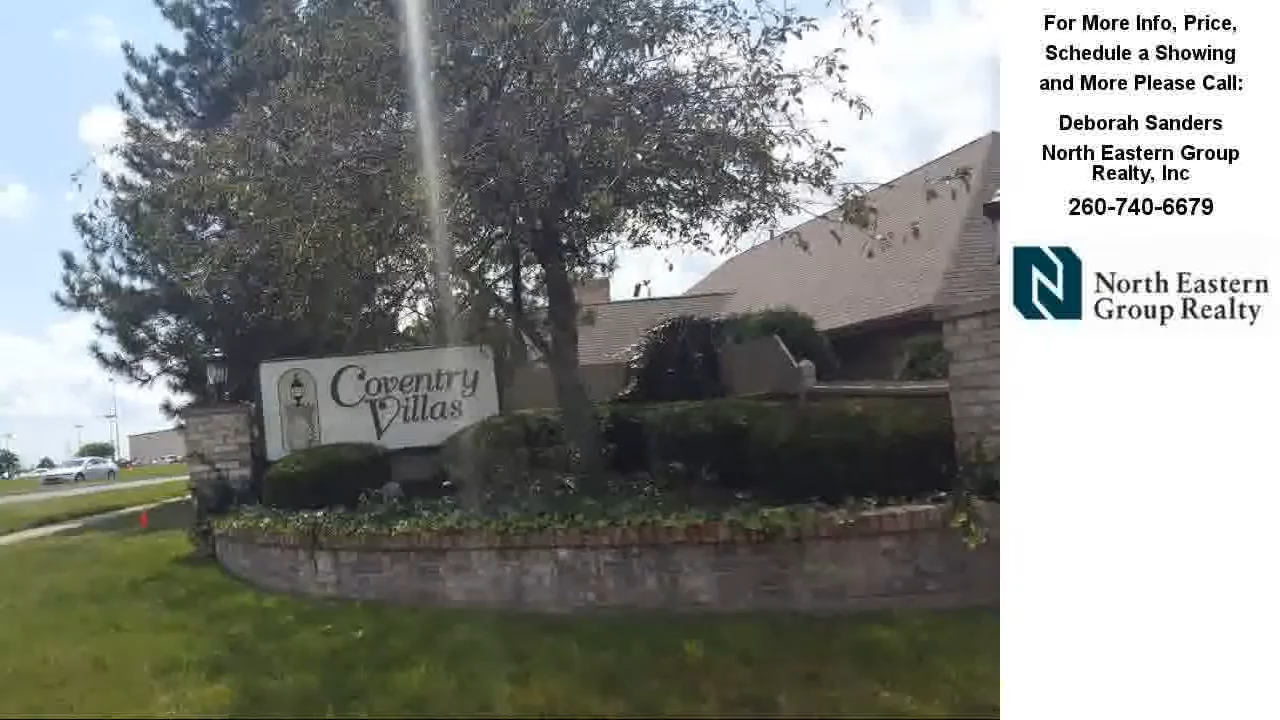 Coventry
Villas
For More Info, Price,
Schedule a Showing
and More Please Call:
Deborah Sanders
North Eastern Group
Realty, Inc
260-740-6679
North Eastern
Group Realty